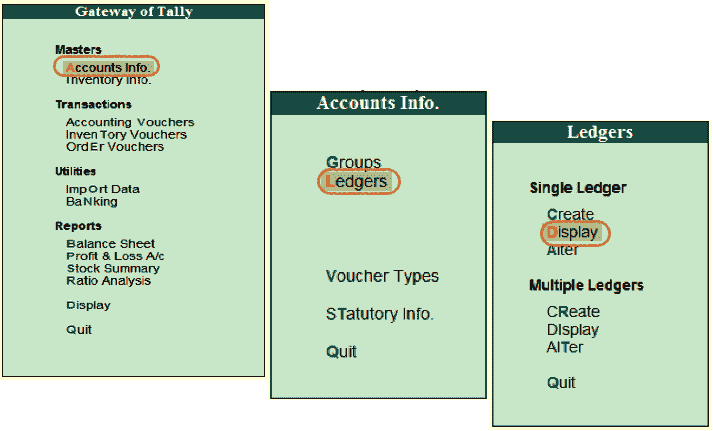 Gateway of Tally
Masters
Accounts Info.
Inventory Info.
Transactions
Accounting Vouchers
InvenTory Vouchers
OrdEr Vouchers
Utilities
ImpOrt Data
BaNking
Reports
Balance Sheet
Profit & Loss A/c
Stock Summary
Ratio Analysis
Display
Quit
Accounts Info.
Groups
Ledgers
Voucher Types
STatutory Info.
Quit
Ledgers
Single Ledger
Create
Display
Alter
Multiple Ledgers
CReate
DIsplay
AlTer
Quit